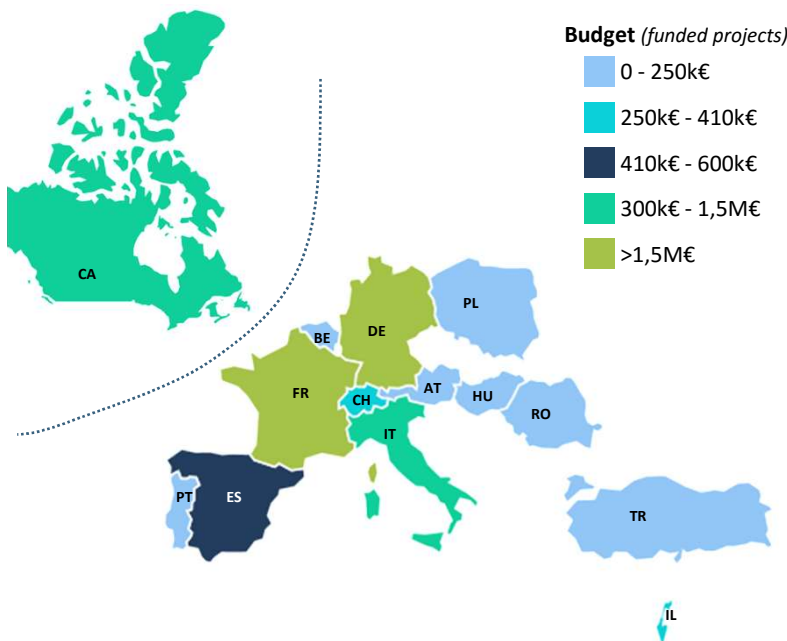 Budget (funded projects)
0 - 250k€
250k€ - 410k€
410k€ - 600k€
300k€ - 1,5M€
>1,5M€
CA
PL
DE
BE
FR
AT
CH
HU
RO
IT
PT
ES
TR
IL